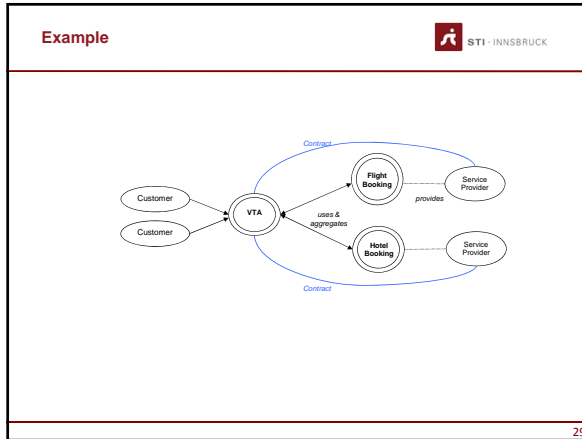 Example
STI · INNSBRUCK
Contract
Flight
Booking
Service
Provider
provides
Customer
VTA
uses &
aggregates
Customer
Hotel
Booking
Service
Provider
Contract
29